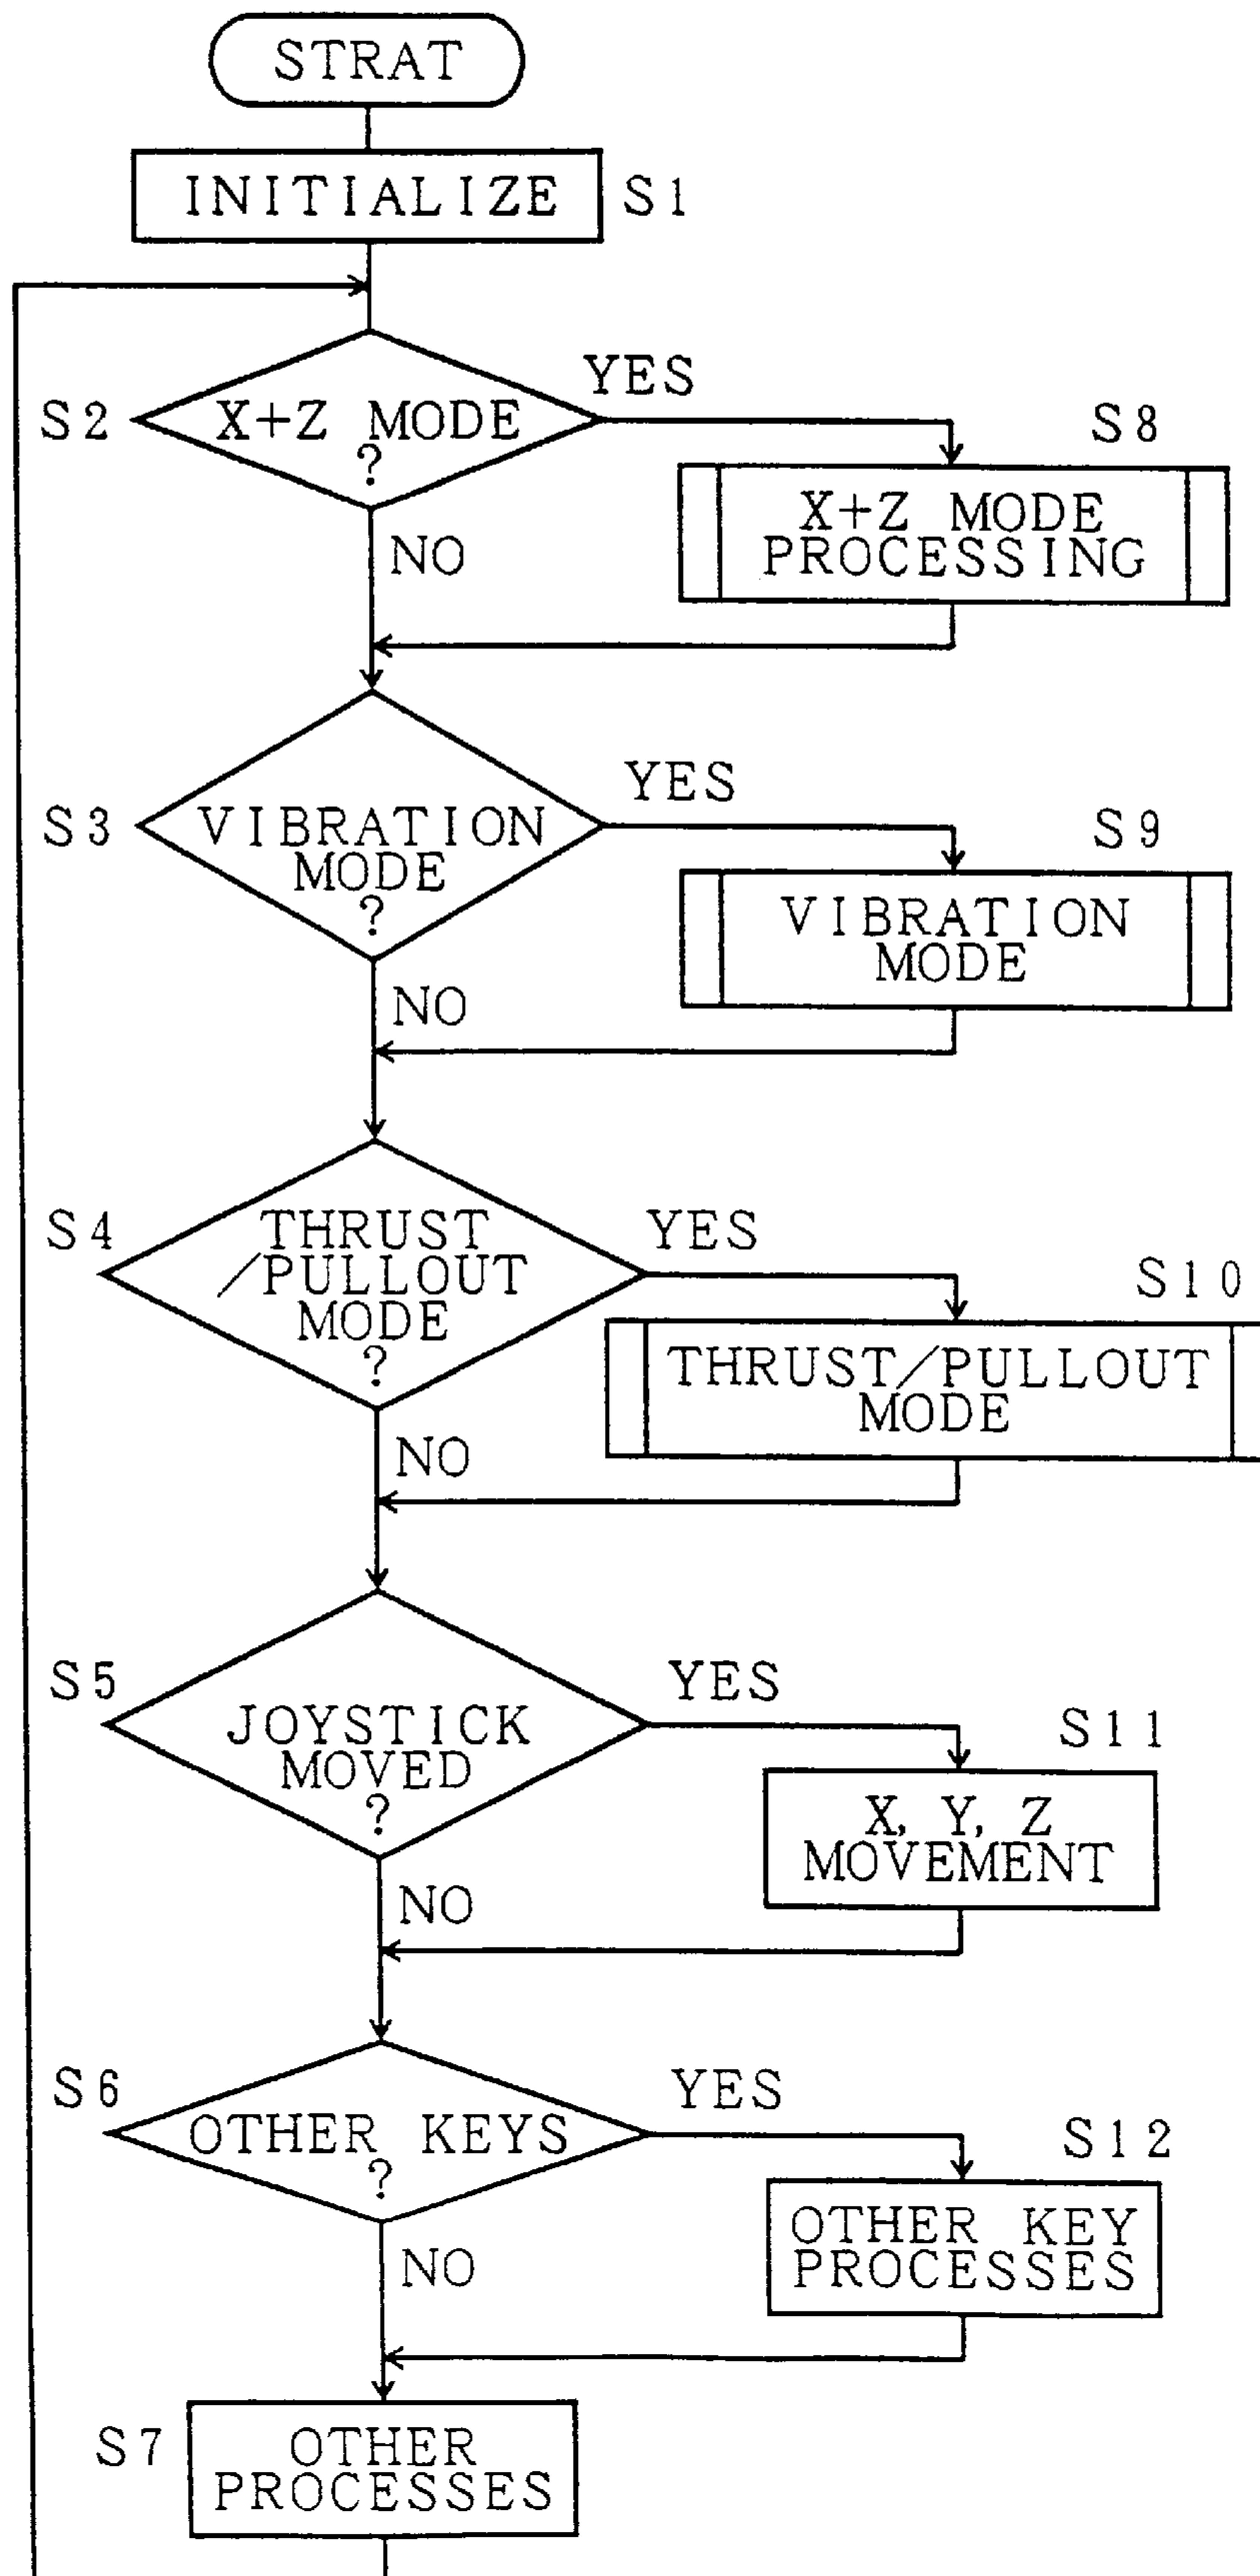 STRAT
INITIALIZE S1
YES
S2 X+Z MODE
?
S8
X+Z MODE
PROCESSING
NO
YES
S3 VIBRATION
MODE
?
S9
VIBRATION
MODE
NO
S4 THRUST
/PULLOUT
MODE
?
YES
S10
THRUST/PULLOUT
MODE
NO
S5
JOYSTICK
MOVED
?
YES
S11
X, Y, Z
MOVEMENT
NO
S6
OTHER KEYS
?
YES
S12
OTHER KEY
PROCESSES
NO
S7 OTHER
PROCESSES